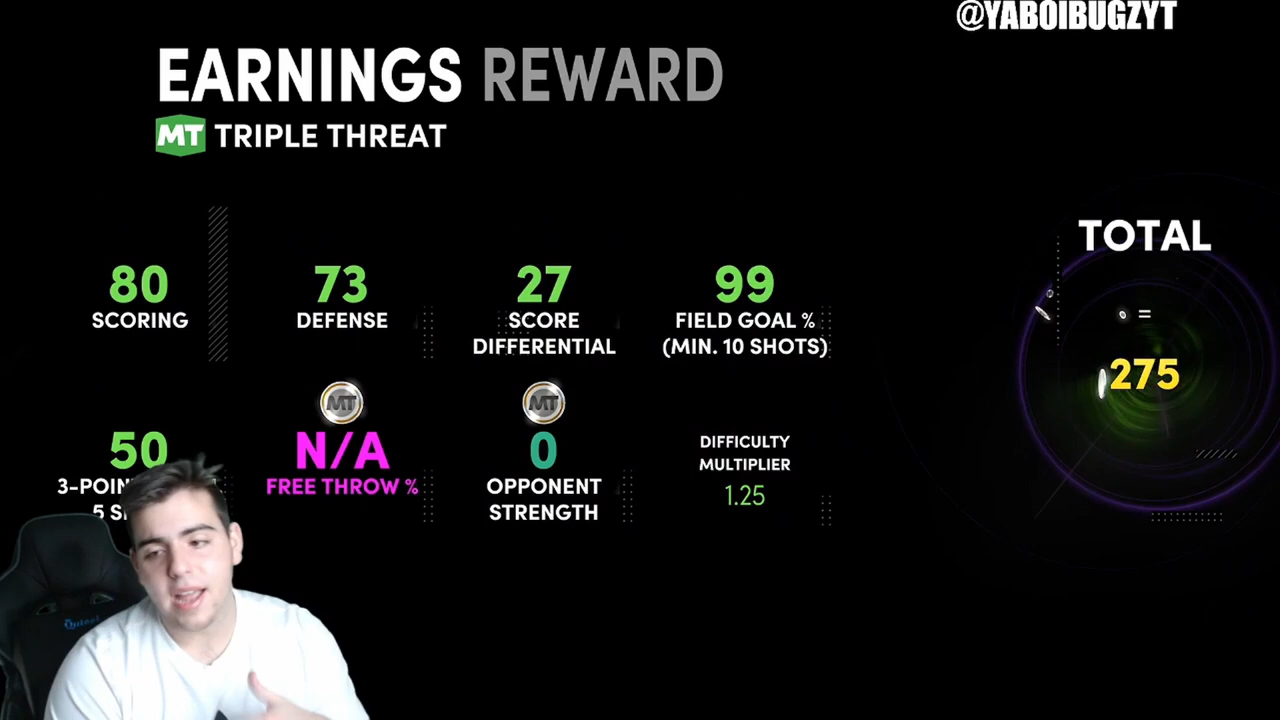 @YABOIBUGZYT
EARNINGS REWARD
MT TRIPLE THREAT
TOTAL
80
SCORING
73
DEFENSE
27
SCORE
DIFFERENTIAL
99
FIELD GOAL %
(MIN. 10 SHOTS)
=
275
50
MT
N/A
FREE THROW %
MT
0
OPPONENT
STRENGTH
DIFFICULTY
MULTIPLIER
1.25